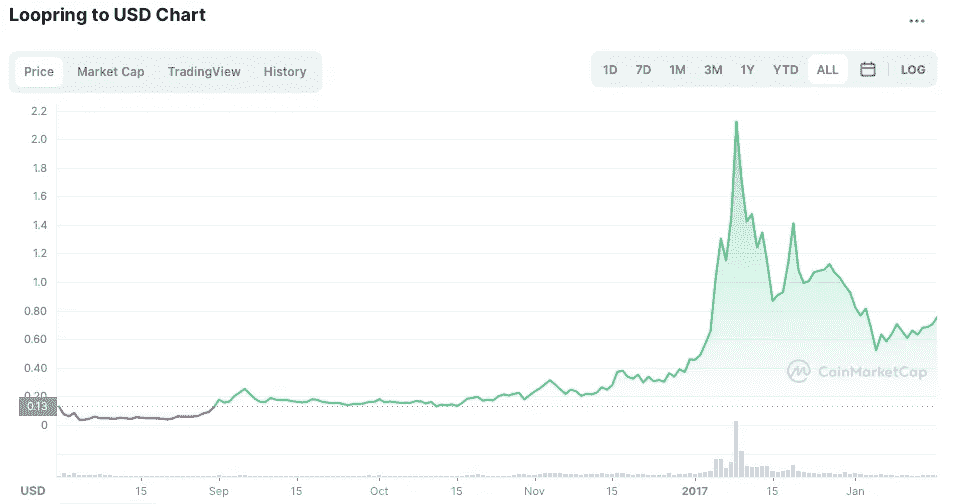 Loopring to USD Chart
Price Market Cap TradingView History
1D 7D 1M 3M 1Y YTD ALL LOG
2.2
2.0
1.8
1.6
1.4
1.2
1.0
0.80
0.60
0.40
0.20
0.13
0
CoinMarketCap
USD 15 Sep 15 Oct 15 Nov 15 2017 15 Jan